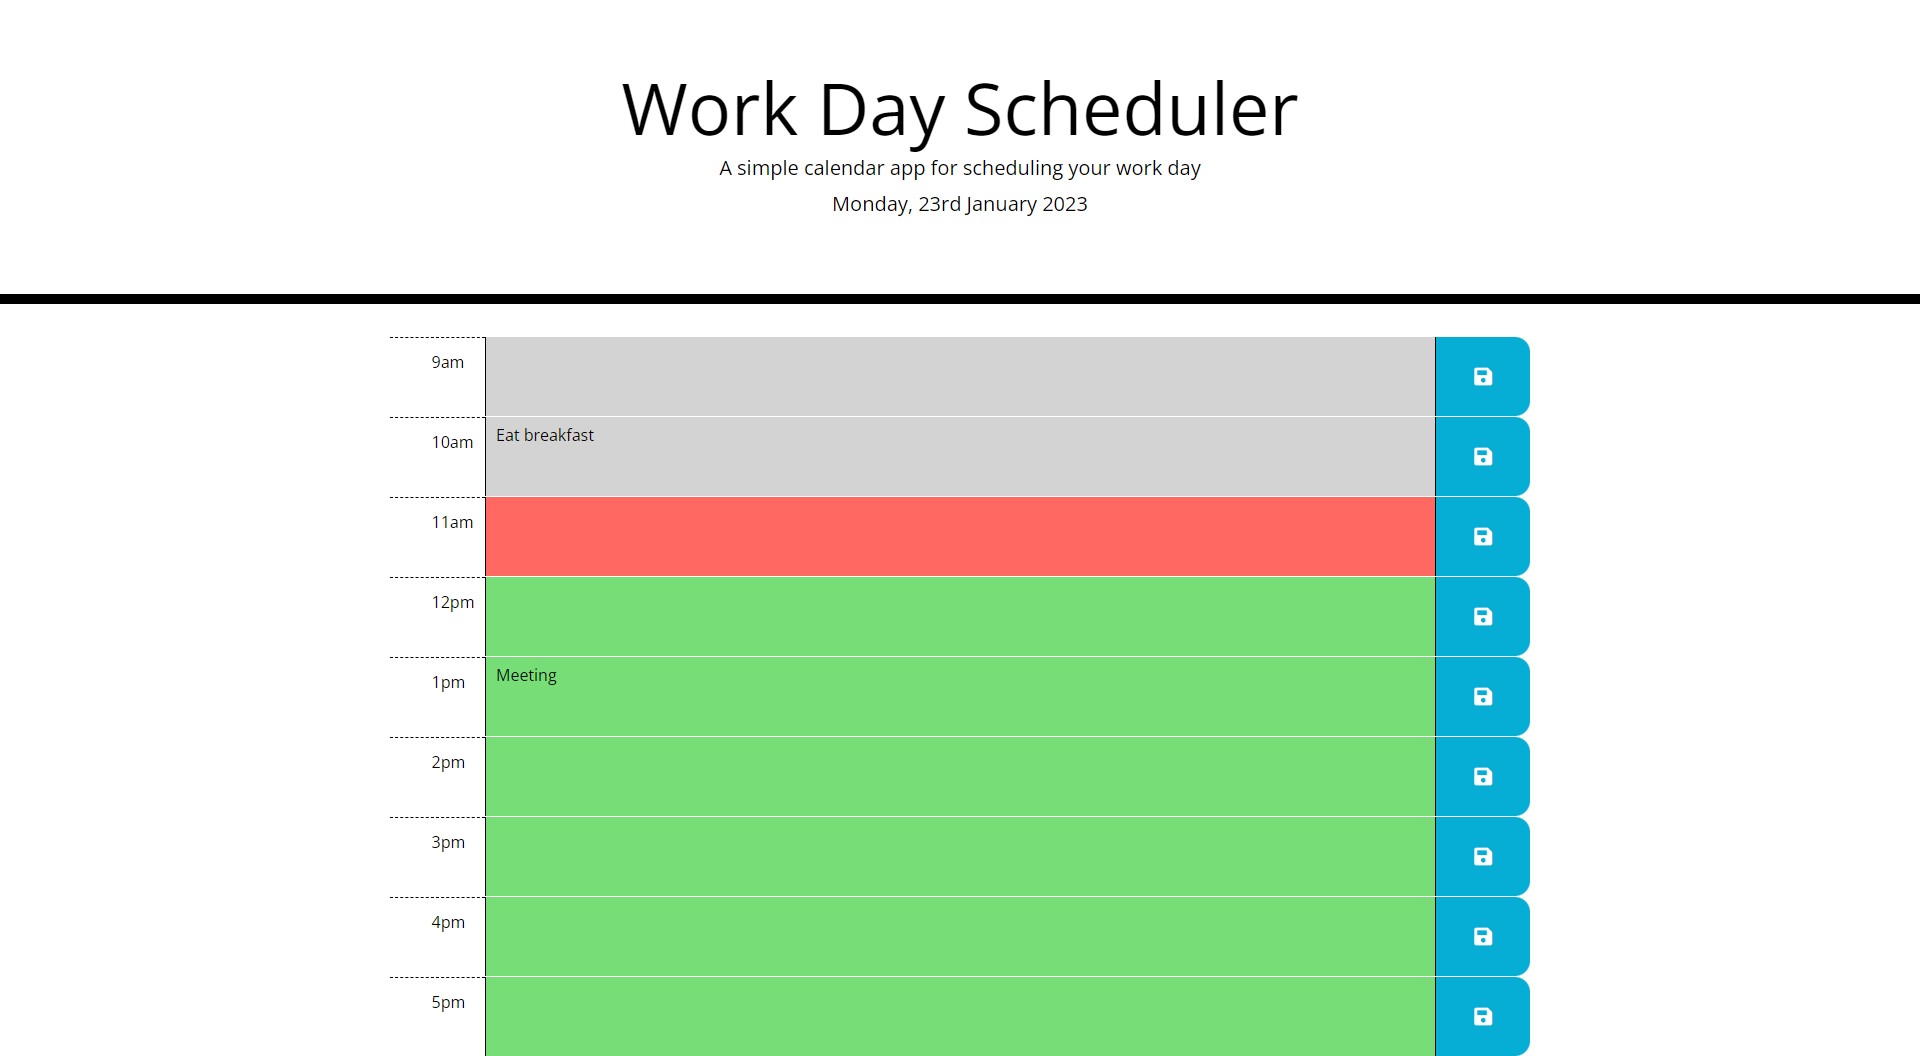 Work Day Scheduler
A simple calendar app for scheduling your work day
Monday, 23rd January 2023
9am
10am Eat breakfast
11am
12pm
1pm Meeting
2pm
3pm
4pm
5pm